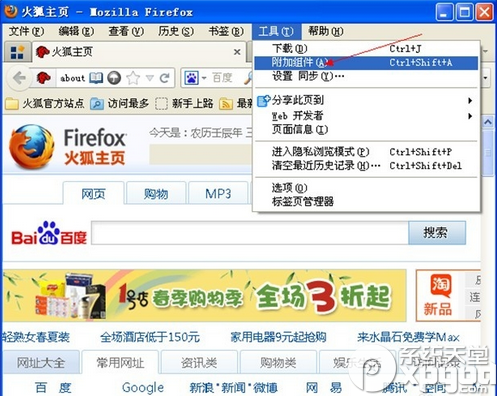 火狐主页 - Mozilla Firefox
文件(F) 编辑(E) 查看(V) 历史(S) 书签(B) 工具(T) 帮助(H)
火狐主页
下载(D) Ctrl+J
附加组件(A) Ctrl+Shift+A
设置 同步(Y)...
about
百度
火狐官方站点 访问最多 新手上路
分享此页到
Web 开发者
页面信息(I)
进入隐私浏览模式(P) Ctrl+Shift+P
清空最近历史记录(H)... Ctrl+Shift+Del
选项(O)
标签页管理器
Firefox
火狐主页
今天是: 农历壬辰年 三
网页 购物 MP3
Bai 百度
搜索
1号店 春季购物季 全场3折起
淘 新品
轻熟女春夏装 全场酒店低于150元 家用电器9元起抢购 来水晶石免费学Max
网址大全 常用网址 资讯类 购物类
百 度 Google 新浪*新闻*微博 网 易 腾讯*空间
系统天堂